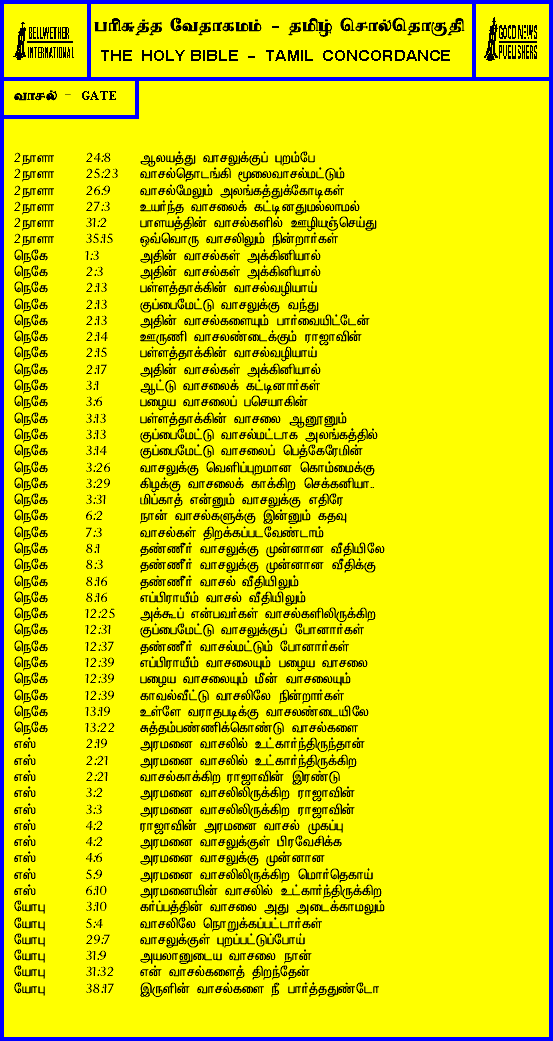 BELLWETHER
INTERNATIONAL
பரிசுத்த வேதாகமம் - தமிழ் சொல்தொகுதி
THE HOLY BIBLE - TAMIL CONCORDANCE
GOOD NEWS
PUBLISHERS
வாசல் - GATE
2நாளா 24:8 ஆலயத்து வாசலுக்குப் புறம்பே
2நாளா 25:23 வாசல்தொடங்கி மூலைவாசல்மட்டும்
2நாளா 26:9 வாசல்மேலும் அலங்கத்துக்கோடிகள்
2நாளா 27:3 உயர்ந்த வாசலைக் கட்டினதுமல்லாமல்
2நாளா 31:2 பாளயத்தின் வாசல்களில் ஊழியஞ்செய்து
2நாளா 35:15 ஒவ்வொரு வாசலிலும் நின்றார்கள்
நெகே 1:3 அதின் வாசல்கள் அக்கினியால்
நெகே 2:3 அதின் வாசல்கள் அக்கினியால்
நெகே 2:13 பள்ளத்தாக்கின் வாசல்வழியாய்
நெகே 2:13 குப்பைமேட்டு வாசலுக்கு வந்து
நெகே 2:13 அதின் வாசல்களையும் பார்வையிட்டேன்
நெகே 2:14 ஊருணி வாசலண்டைக்கும் ராஜாவின்
நெகே 2:15 பள்ளத்தாக்கின் வாசல்வழியாய்
நெகே 2:17 அதின் வாசல்கள் அக்கினியால்
நெகே 3:1 ஆட்டு வாசலைக் கட்டினார்கள்
நெகே 3:6 பழைய வாசலைப் பசெயாகின்
நெகே 3:13 பள்ளத்தாக்கின் வாசலை ஆனூனும்
நெகே 3:13 குப்பைமேட்டு வாசல்மட்டாக அலங்கத்தில்
நெகே 3:14 குப்பைமேட்டு வாசலைப் பெத்கேரேமின்
நெகே 3:26 வாசலுக்கு வெளிப்புறமான கொம்மைக்கு
நெகே 3:29 கிழக்கு வாசலைக் காக்கிற செக்கனியா..
நெகே 3:31 மிப்காத் என்னும் வாசலுக்கு எதிரே
நெகே 6:2 நான் வாசல்களுக்கு இன்னும் கதவு
நெகே 7:3 வாசல்கள் திறக்கப்படவேண்டாம்
நெகே 8:1 தண்ணீர் வாசலுக்கு முன்னான வீதியிலே
நெகே 8:3 தண்ணீர் வாசலுக்கு முன்னான வீதிக்கு
நெகே 8:16 தண்ணீர் வாசல் வீதியிலும்
நெகே 8:16 எப்பிராயீம் வாசல் வீதியிலும்
நெகே 12:25 அக்கூப் என்பவர்கள் வாசல்களிலிருக்கிற
நெகே 12:31 குப்பைமேட்டு வாசலுக்குப் போனார்கள்
நெகே 12:37 தண்ணீர் வாசல்மட்டும் போனார்கள்
நெகே 12:39 எப்பிராயீம் வாசலையும் பழைய வாசலை
நெகே 12:39 பழைய வாசலையும் மீன் வாசலையும்
நெகே 12:39 காவல்வீட்டு வாசலிலே நின்றார்கள்
நெகே 13:19 உள்ளே வராதபடிக்கு வாசலண்டையிலே
நெகே 13:22 சுத்தம்பண்ணிக்கொண்டு வாசல்களை
எஸ் 2:19 அரமனை வாசலில் உட்கார்ந்திருந்தான்
எஸ் 2:21 அரமனை வாசலில் உட்கார்ந்திருக்கிற
எஸ் 2:21 வாசல்காக்கிற ராஜாவின் இரண்டு
எஸ் 3:2 அரமனை வாசலிலிருக்கிற ராஜாவின்
எஸ் 3:3 அரமனை வாசலிலிருக்கிற ராஜாவின்
எஸ் 4:2 ராஜாவின் அரமனை வாசல் முகப்பு
எஸ் 4:2 அரமனை வாசலுக்குள் பிரவேசிக்க
எஸ் 4:6 அரமனை வாசலுக்கு முன்னான
எஸ் 5:9 அரமனை வாசலிலிருக்கிற மொர்தெகாய்
எஸ் 6:10 அரமனையின் வாசலில் உட்கார்ந்திருக்கிற
யோபு 3:10 கர்ப்பத்தின் வாசலை அது அடைக்காமலும்
யோபு 5:4 வாசலிலே நொறுக்கப்பட்டார்கள்
யோபு 29:7 வாசலுக்குள் புறப்பட்டுப்போய்
யோபு 31:9 அயலானுடைய வாசலை நான்
யோபு 31:32 என் வாசல்களைத் திறந்தேன்
யோபு 38:17 இருளின் வாசல்களை நீ பார்த்ததுண்டோ